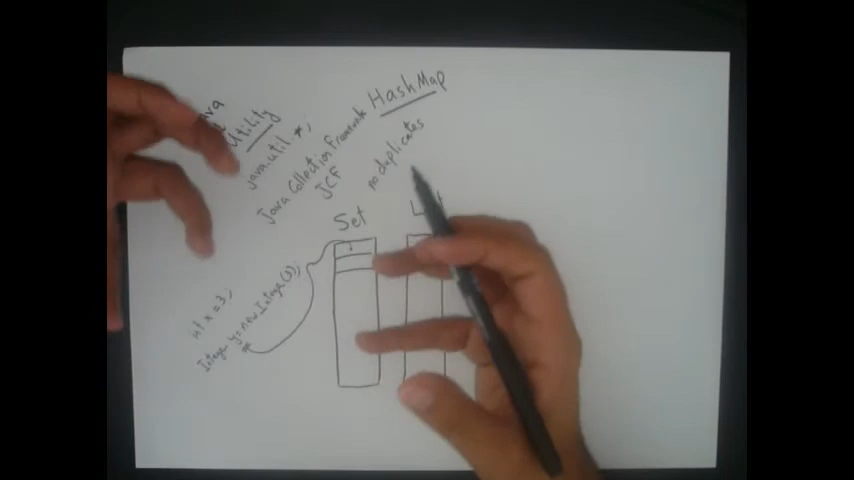 Utility
java.util *;
Java Collection Framework
JCF
HashMap
no duplicates
Set
int x = 3;
Integer y = new Integer(3);